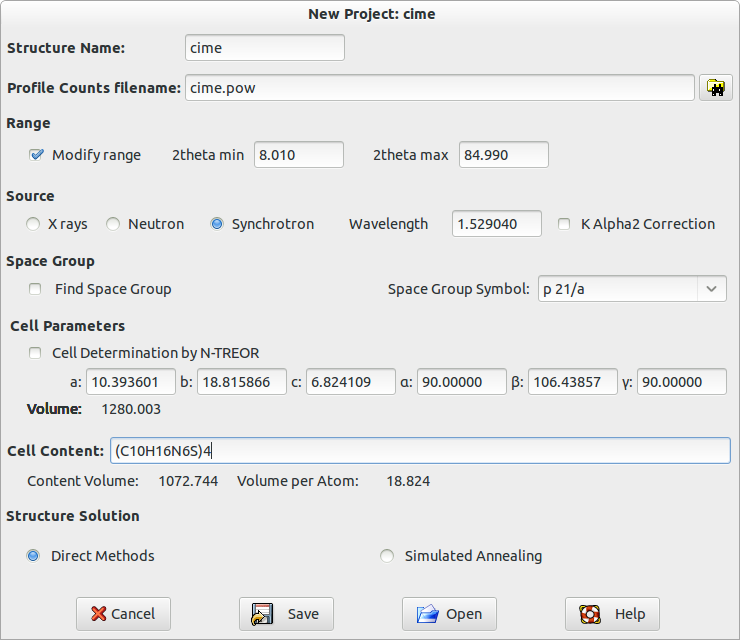 New Project: cime
Structure Name: cime
Profile Counts filename: cime.pow
Range
Modify range 2theta min 8.010 2theta max 84.990
Source
X rays Neutron Synchrotron Wavelength 1.529040 K Alpha2 Correction
Space Group
Find Space Group Space Group Symbol: p 21/a
Cell Parameters
Cell Determination by N-TREOR
a: 10.393601 b: 18.815866 c: 6.824109 α: 90.00000 β: 106.43857 γ: 90.00000
Volume: 1280.003
Cell Content: (C10H16N6S)4
Content Volume: 1072.744 Volume per Atom: 18.824
Structure Solution
Direct Methods Simulated Annealing
Cancel Save Open Help